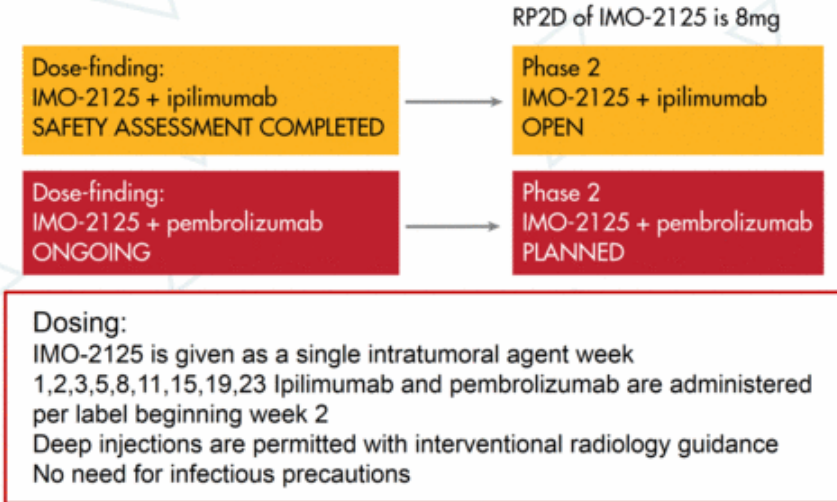 RP2D of IMO-2125 is 8mg
Dose-finding:
IMO-2125 + ipilimumab
SAFETY ASSESSMENT COMPLETED
Phase 2
IMO-2125 + ipilimumab
OPEN
Dose-finding:
IMO-2125 + pembrolizumab
ONGOING
Phase 2
IMO-2125 + pembrolizumab
PLANNED
Dosing:
IMO-2125 is given as a single intratumoral agent week
1,2,3,5,8,11,15,19,23 Ipilimumab and pembrolizumab are administered
per label beginning week 2
Deep injections are permitted with interventional radiology guidance
No need for infectious precautions